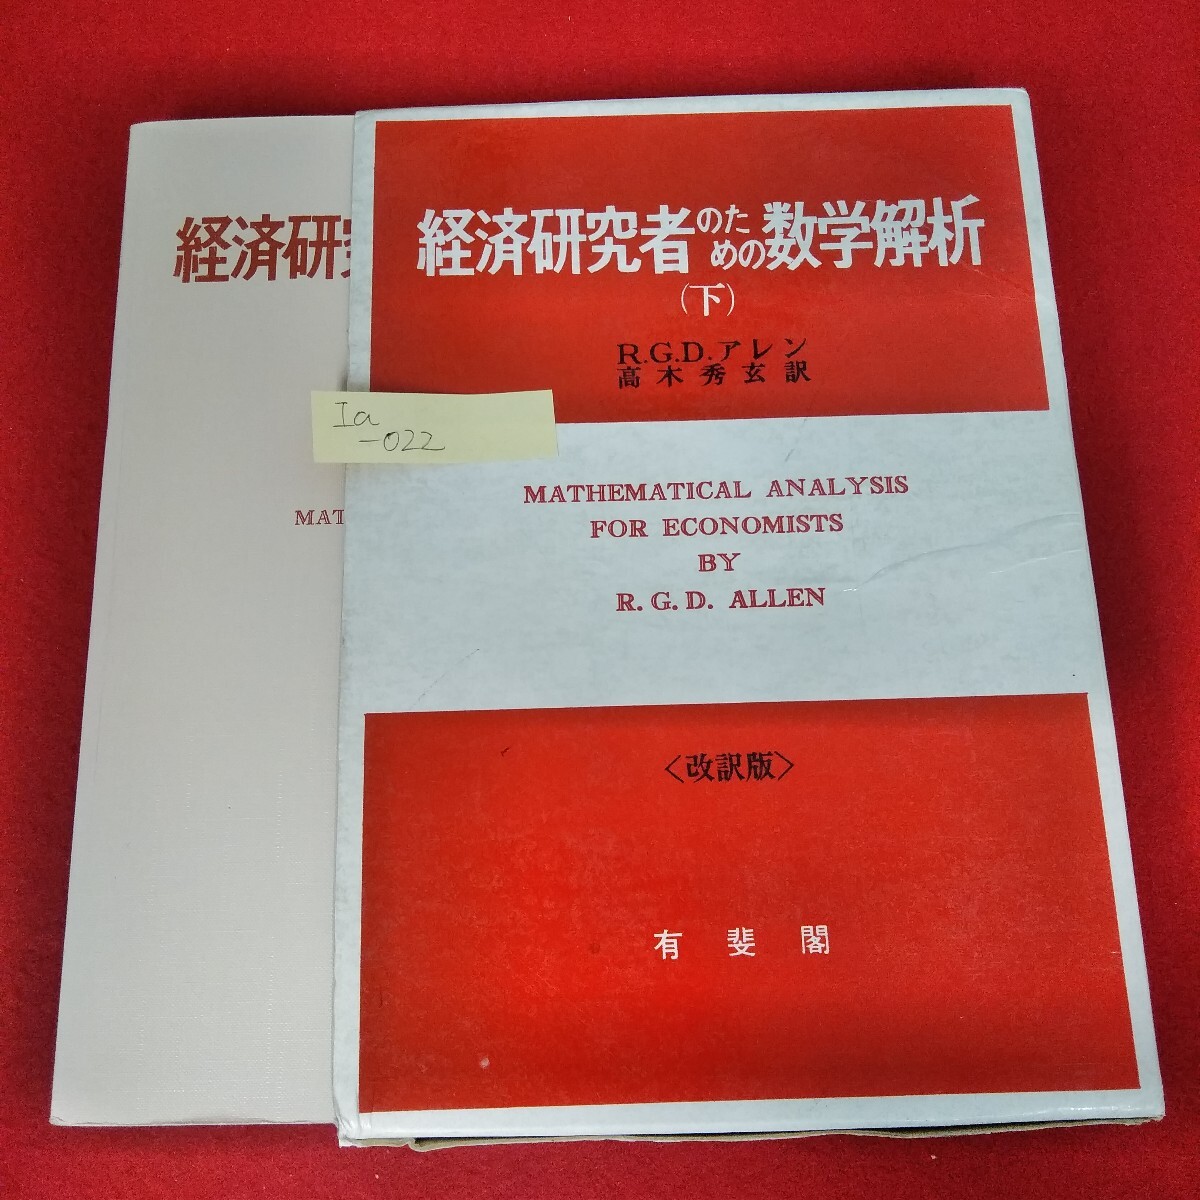 経済研究者のための数学解析
(下)
R.G.D.アレン
高木秀玄訳
Ia
-022
MATHEMATICAL ANALYSIS
FOR ECONOMISTS
BY
R. G. D. ALLEN
〈改訳版〉
有斐閣
経済研究
MAT